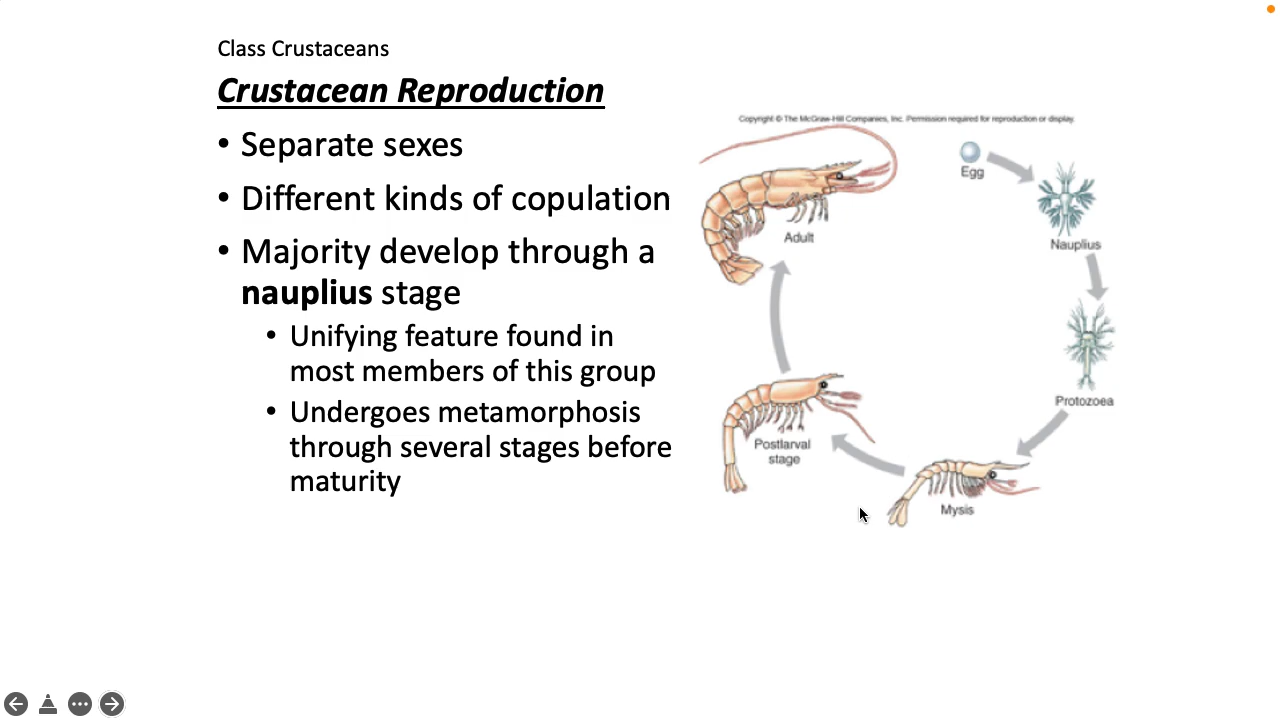 Class Crustaceans
Crustacean Reproduction
• Separate sexes
• Different kinds of copulation
• Majority develop through a
nauplius stage
• Unifying feature found in
most members of this group
• Undergoes metamorphosis
through several stages before
maturity
Copyright © The McGraw-Hill Companies, Inc. Permission required for reproduction or display.
Egg
Nauplius
Protozoea
Mysis
Postlarval
stage
Adult